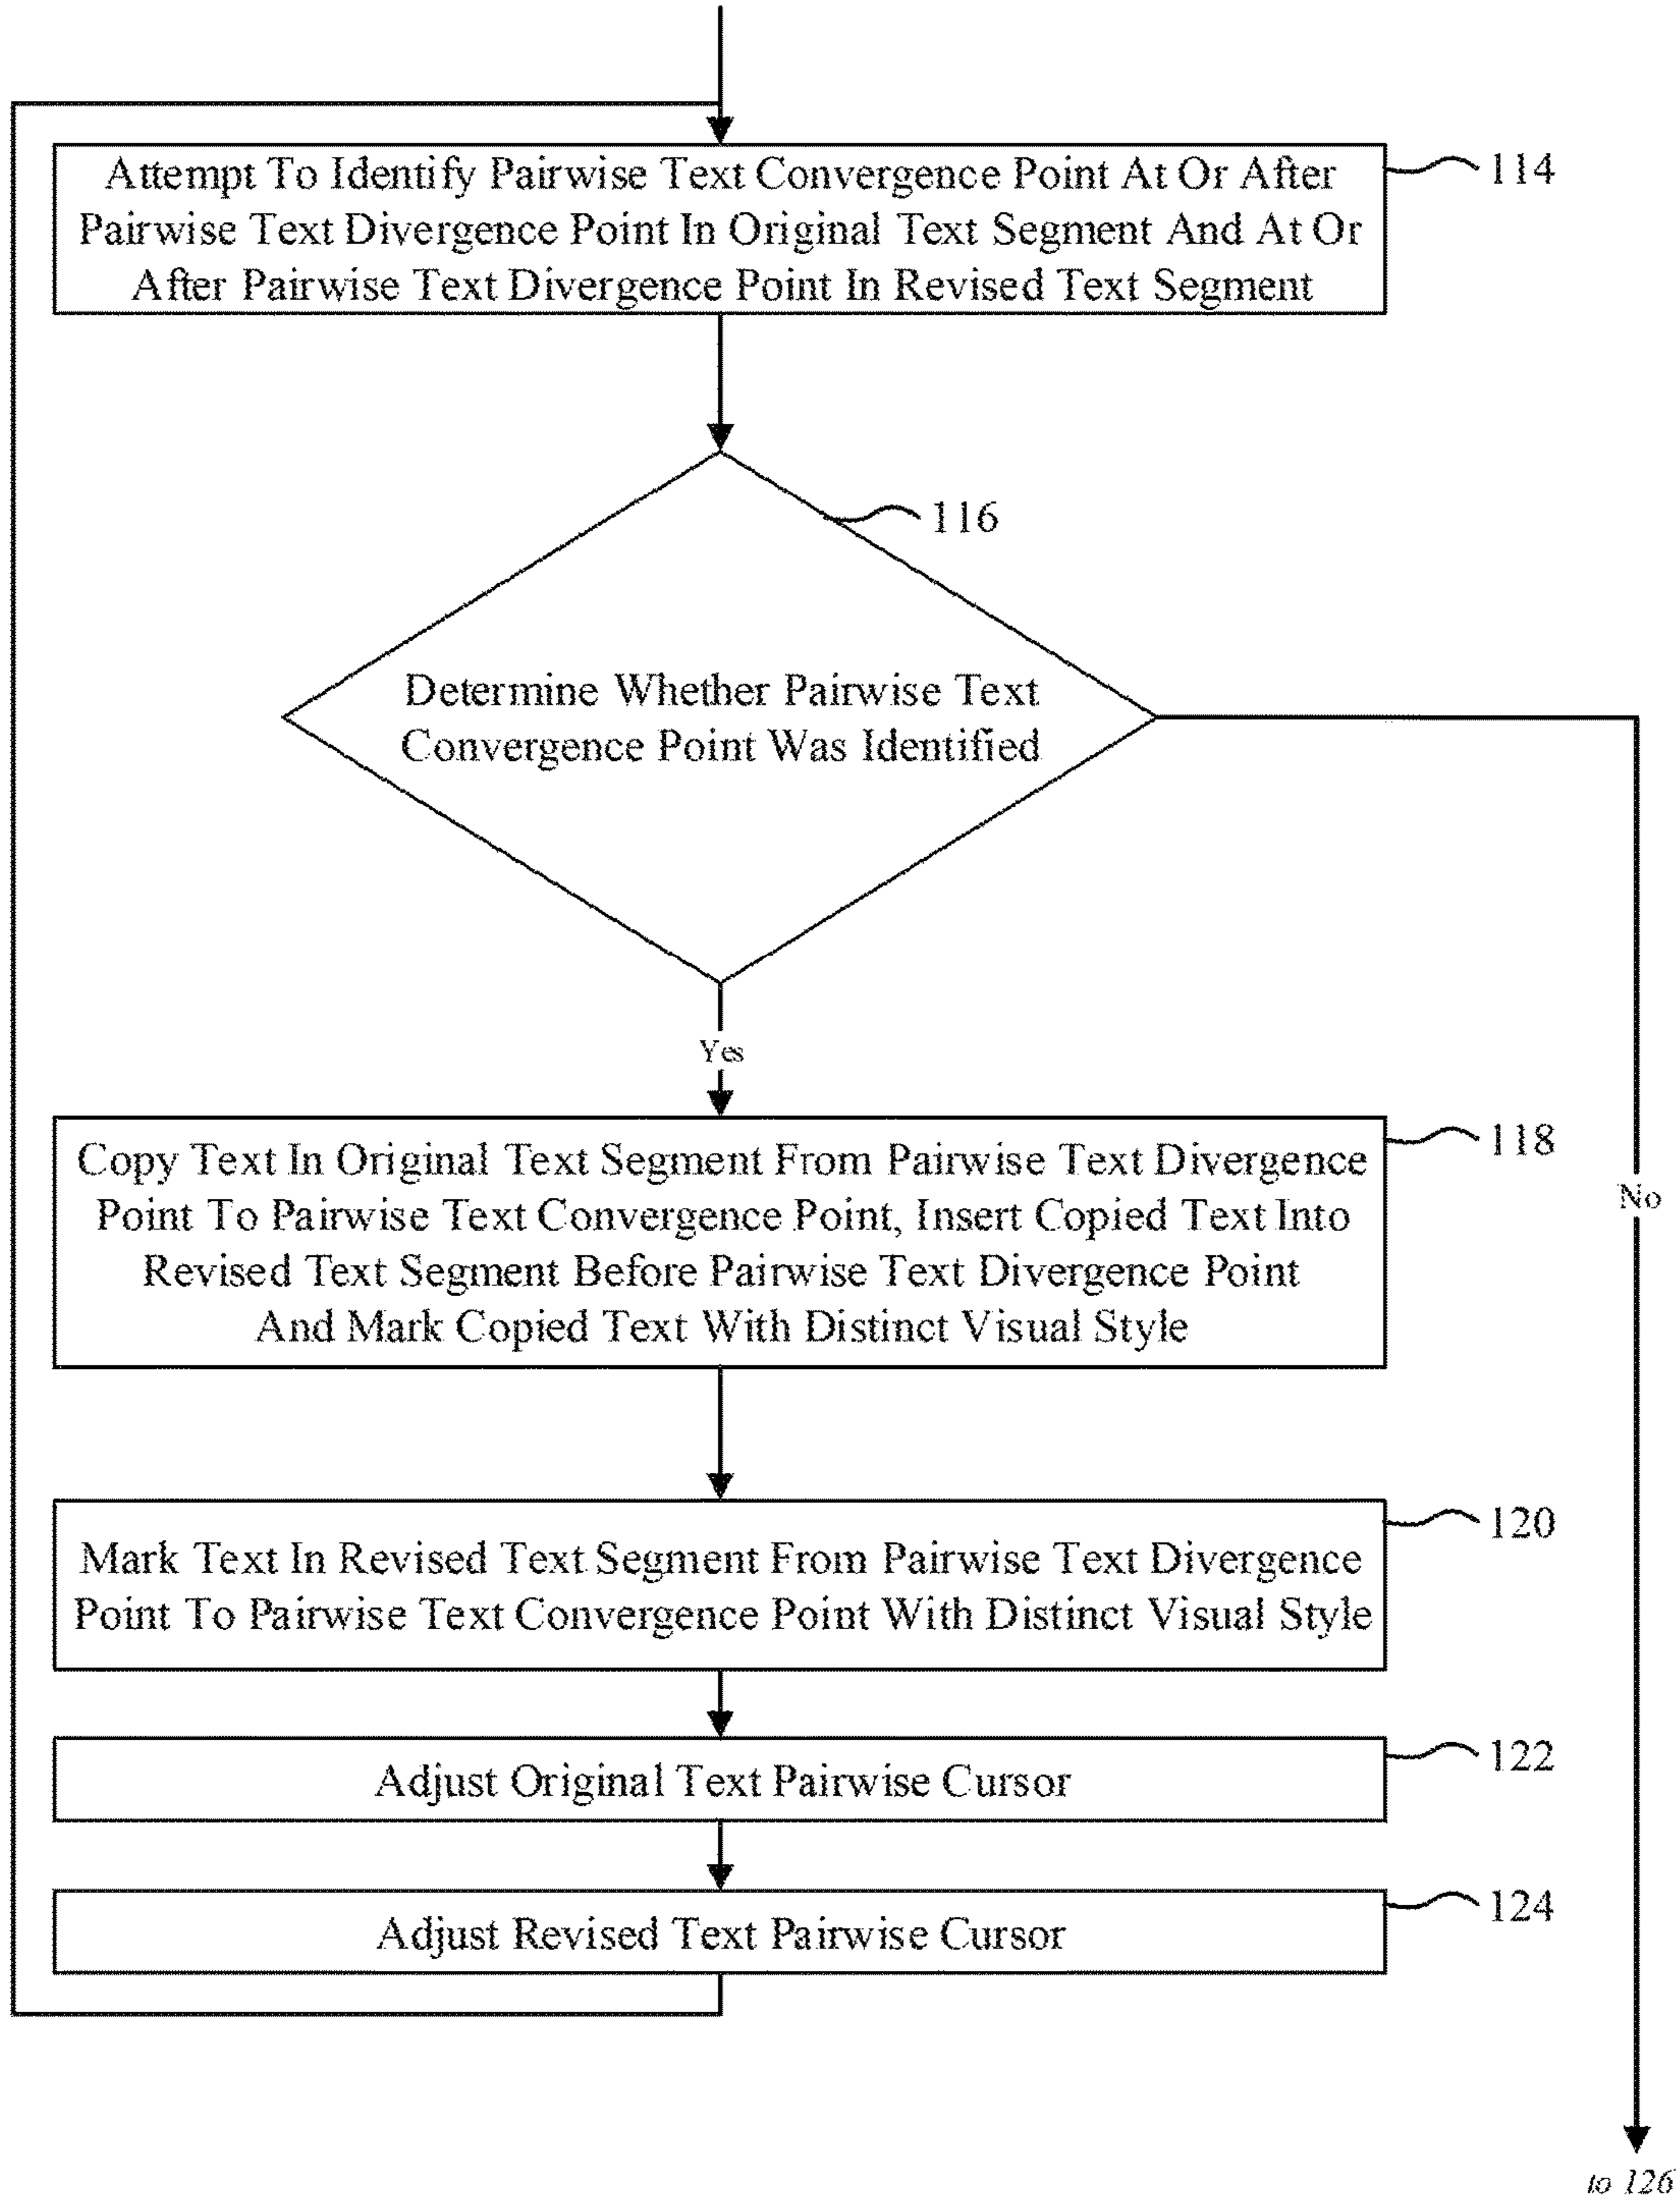 Attempt To Identify Pairwise Text Convergence Point At Or After
Pairwise Text Divergence Point In Original Text Segment And At Or
After Pairwise Text Divergence Point In Revised Text Segment
114
116
Determine Whether Pairwise Text
Convergence Point Was Identified
Yes
Copy Text In Original Text Segment From Pairwise Text Divergence
Point To Pairwise Text Convergence Point, Insert Copied Text Into
Revised Text Segment Before Pairwise Text Divergence Point
And Mark Copied Text With Distinct Visual Style
118
No
Mark Text In Revised Text Segment From Pairwise Text Divergence
Point To Pairwise Text Convergence Point With Distinct Visual Style
120
Adjust Original Text Pairwise Cursor
122
Adjust Revised Text Pairwise Cursor
124
to 126